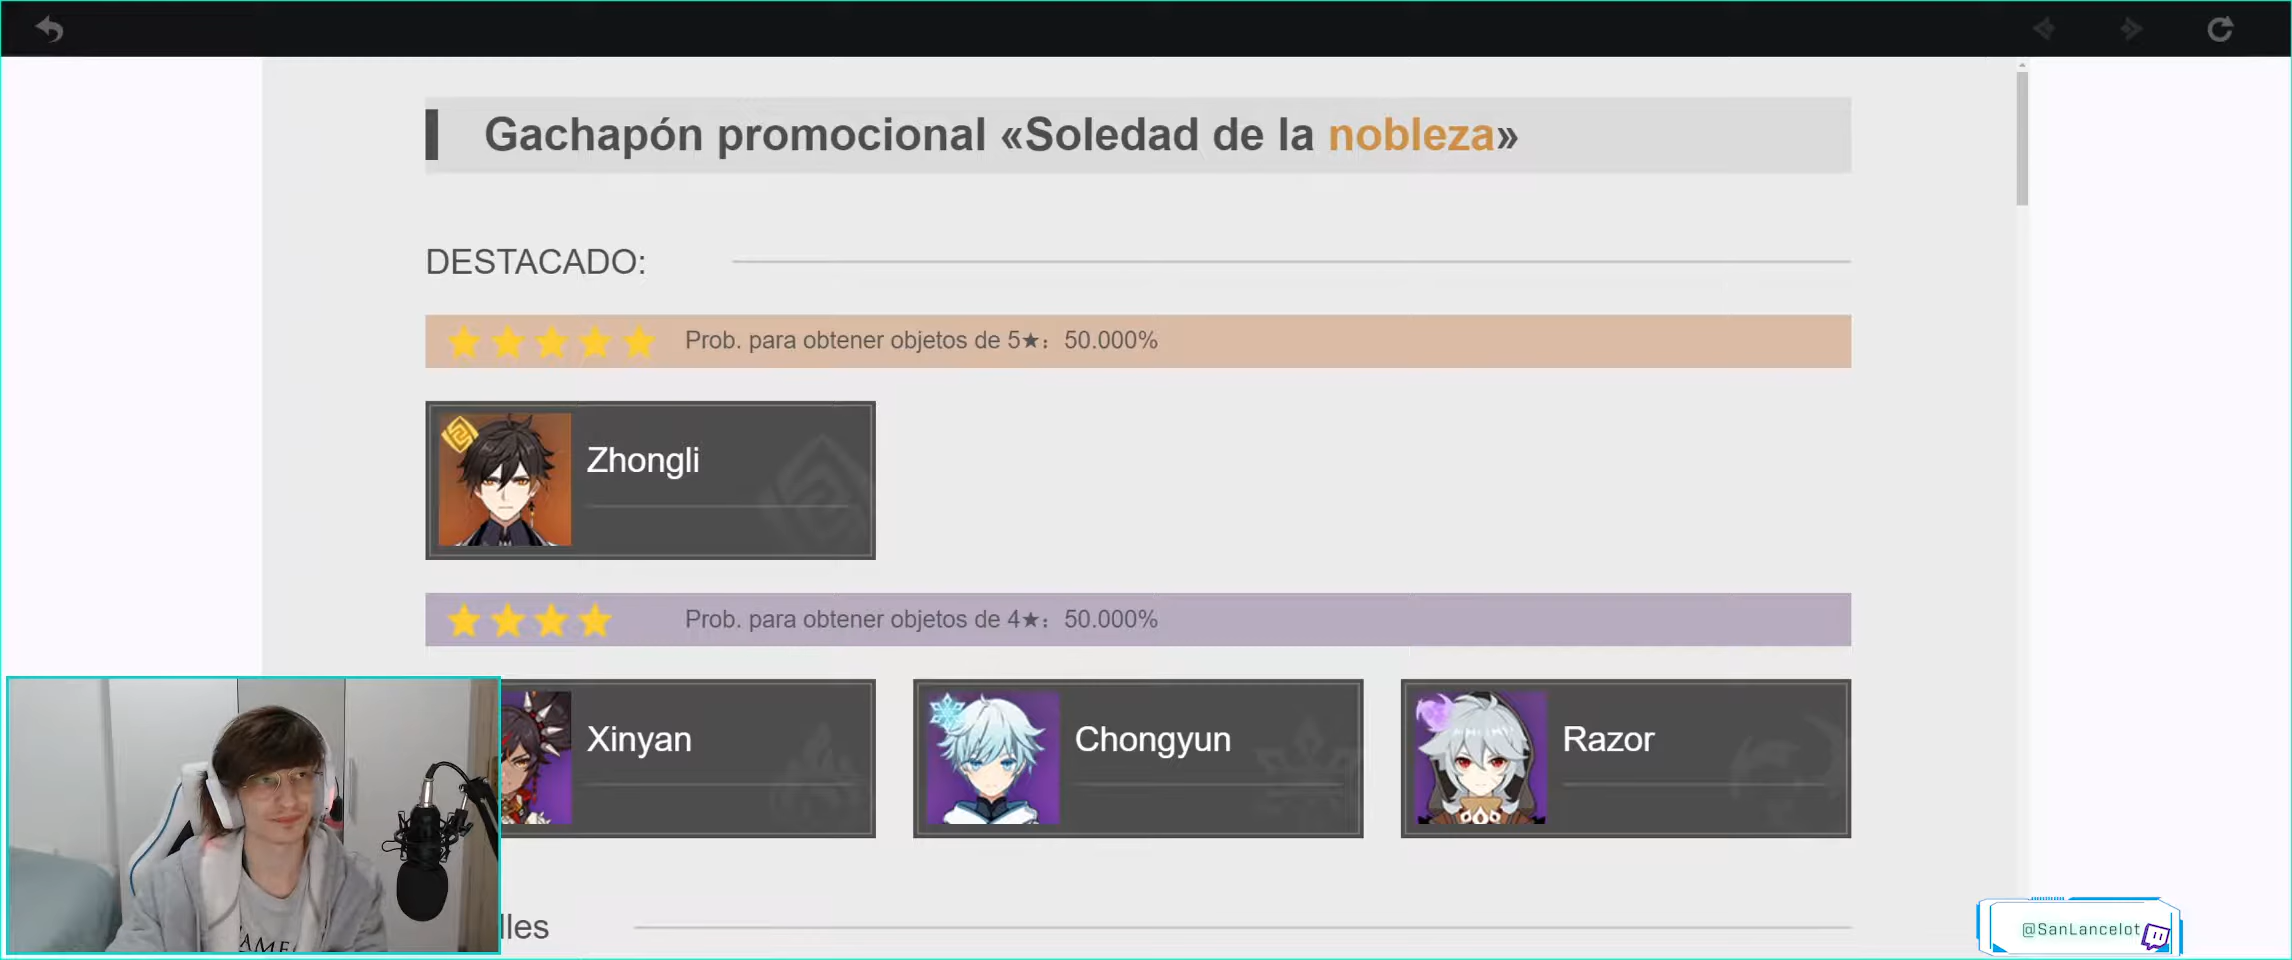 Gachapón promocional «Soledad de la nobleza»
DESTACADO:
Prob. para obtener objetos de 5★: 50.000%
Zhongli
Prob. para obtener objetos de 4★: 50.000%
Xinyan
Chongyun
Razor
lles
AME
@SanLancelot